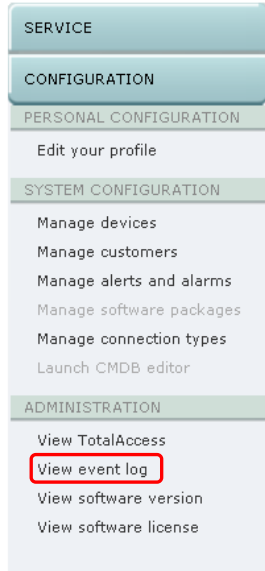 SERVICE
CONFIGURATION
PERSONAL CONFIGURATION
Edit your profile
SYSTEM CONFIGURATION
Manage devices
Manage customers
Manage alerts and alarms
Manage software packages
Manage connection types
Launch CMDB editor
ADMINISTRATION
View TotalAccess
View event log
View software version
View software license